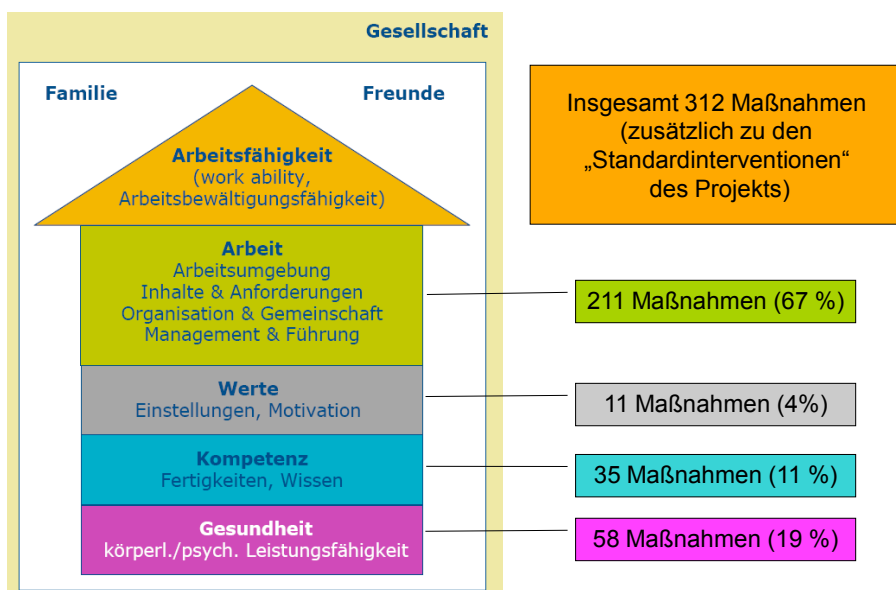 Gesellschaft
Familie
Freunde
Arbeitsfähigkeit
(work ability,
Arbeitsbewältigungsfähigkeit)
Arbeit
Arbeitsumgebung
Inhalte & Anforderungen
Organisation & Gemeinschaft
Management & Führung
Werte
Einstellungen, Motivation
Kompetenz
Fertigkeiten, Wissen
Gesundheit
körperl./psych. Leistungsfähigkeit
Insgesamt 312 Maßnahmen
(zusätzlich zu den
„Standardinterventionen“
des Projekts)
211 Maßnahmen (67 %)
11 Maßnahmen (4%)
35 Maßnahmen (11 %)
58 Maßnahmen (19 %)